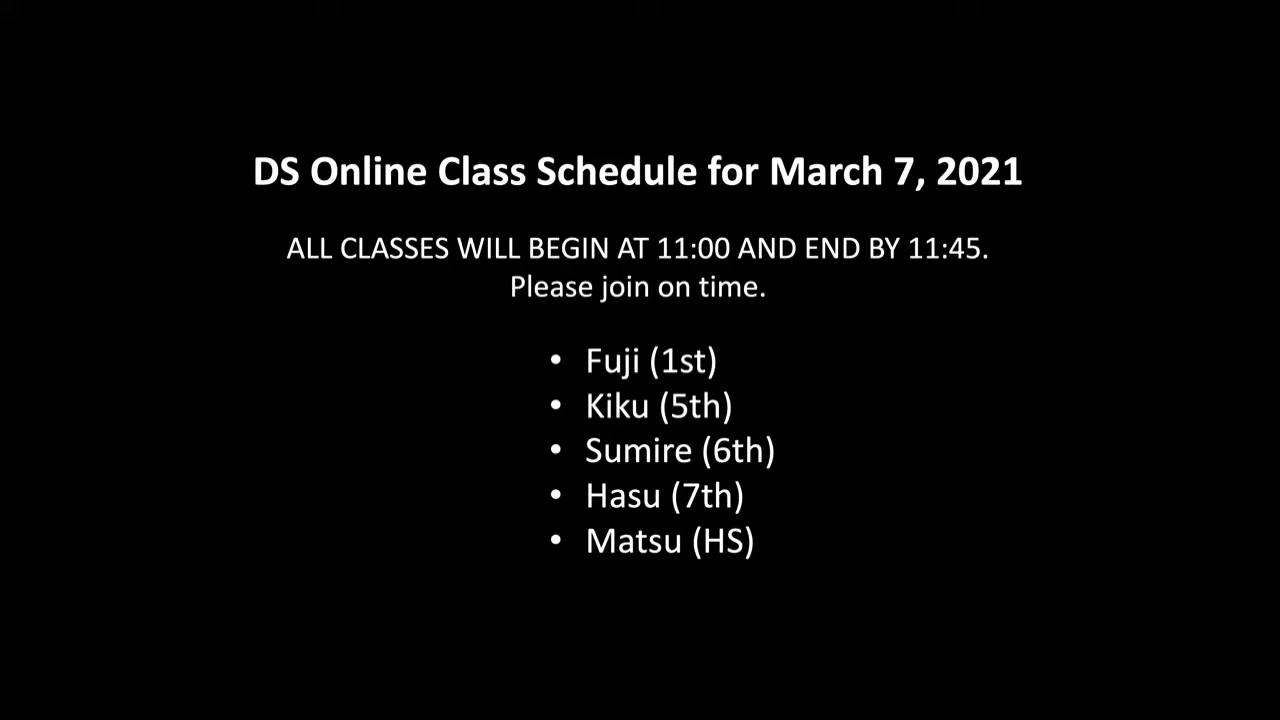 DS Online Class Schedule for March 7, 2021
ALL CLASSES WILL BEGIN AT 11:00 AND END BY 11:45.
Please join on time.
• Fuji (1st)
• Kiku (5th)
• Sumire (6th)
• Hasu (7th)
• Matsu (HS)